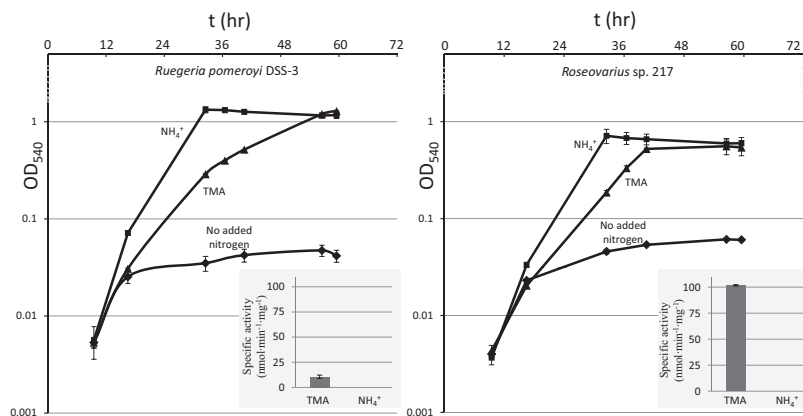 t (hr)
0 12 24 36 48 60 72
Ruegeria pomeroyi DSS-3
OD540
1
0.1
0.01
0.001
NH₄⁺
TMA
No added
nitrogen
Specific activity
(nmol·min⁻¹·mg⁻¹)
100
75
50
25
0
TMA NH₄⁺
t (hr)
0 12 24 36 48 60 72
Roseovarius sp. 217
OD540
1
0.1
0.01
0.001
NH₄⁺
TMA
No added
nitrogen
Specific activity
(nmol·min⁻¹·mg⁻¹)
100
75
50
25
0
TMA NH₄⁺